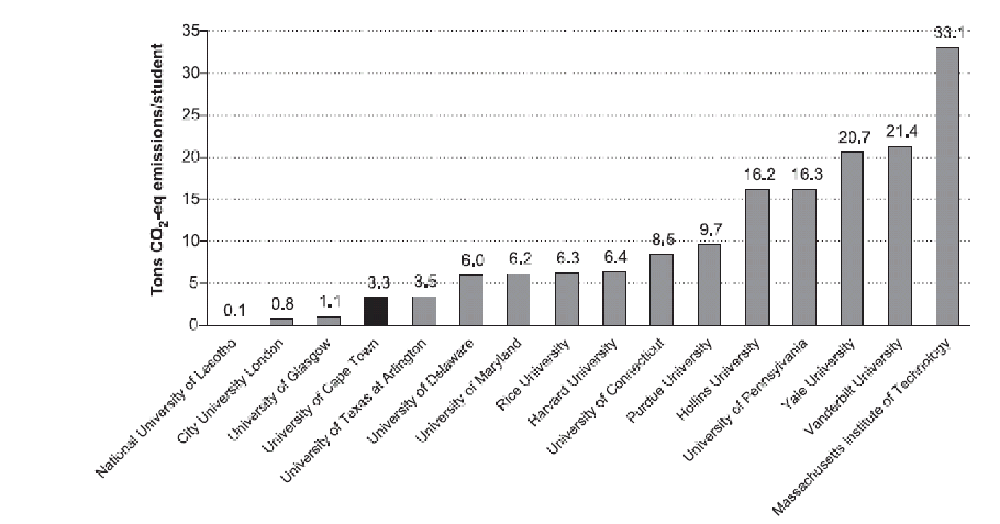 Tons CO₂-eq emissions/student
35
30
25
20
15
10
5
0
0.1
0.8
1.1
3.3
3.5
6.0
6.2
6.3
6.4
8.5
9.7
16.2
16.3
20.7
21.4
33.1
National University of Lesotho
City University London
University of Glasgow
University of Cape Town
University of Texas at Arlington
University of Delaware
University of Maryland
Rice University
Harvard University
University of Connecticut
Purdue University
Hollins University
University of Pennsylvania
Yale University
Vanderbilt University
Massachusetts Institute of Technology